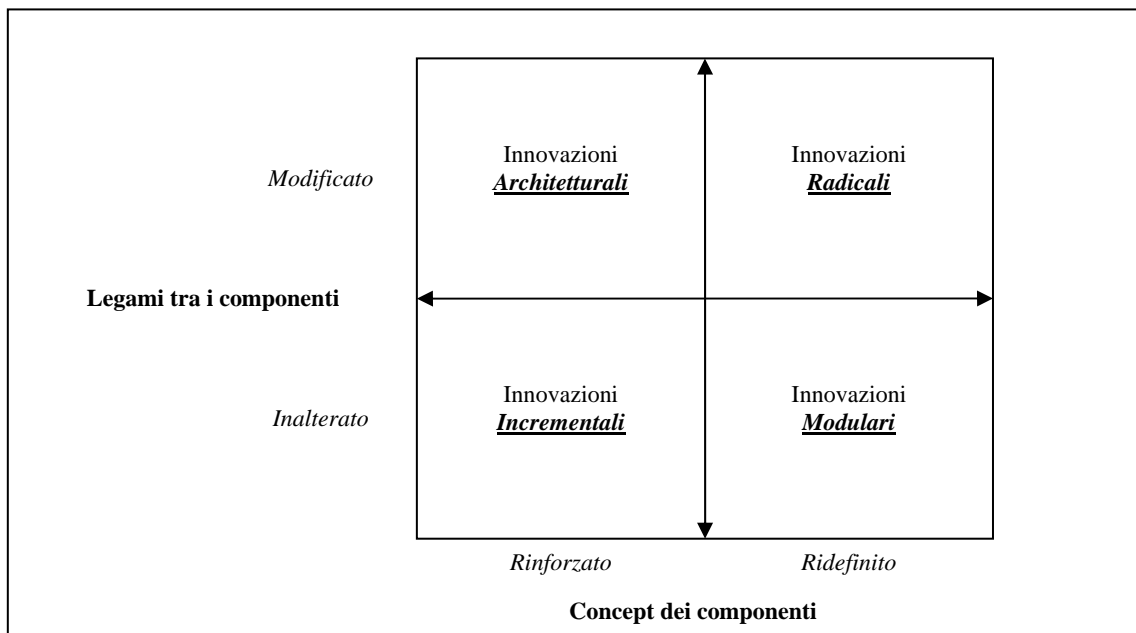 Innovazioni Innovazioni
Modificato Architetturali Radicali
Legami tra i componenti
Innovazioni Innovazioni
Inalterato Incrementali Modulari
Rinforzato Ridefinito
Concept dei componenti